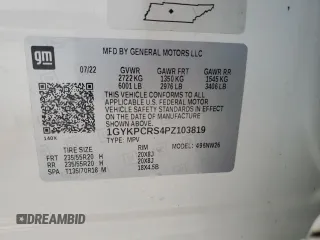 gm
MFD BY GENERAL MOTORS LLC
07/22 GVWR GAWR FRT GAWR RR
2722 KG 1350 KG 1545 KG
6001 LB 2976 LB 3406 LB
THIS VEHICLE CONFORMS TO ALL APPLICABLE
U.S. FEDERAL MOTOR VEHICLE SAFETY
STANDARDS IN EFFECT ON THE DATE OF
MANUFACTURE SHOWN ABOVE.
1GYKPCRS4PZ103819
TYPE: MPV MODEL: 6NW26
140X
TIRE SIZE RIM
FRT 235/55R20 H 20X8J
RR 235/55R20 H 20X8J
SPA T135/70R18 M 18X4.5B